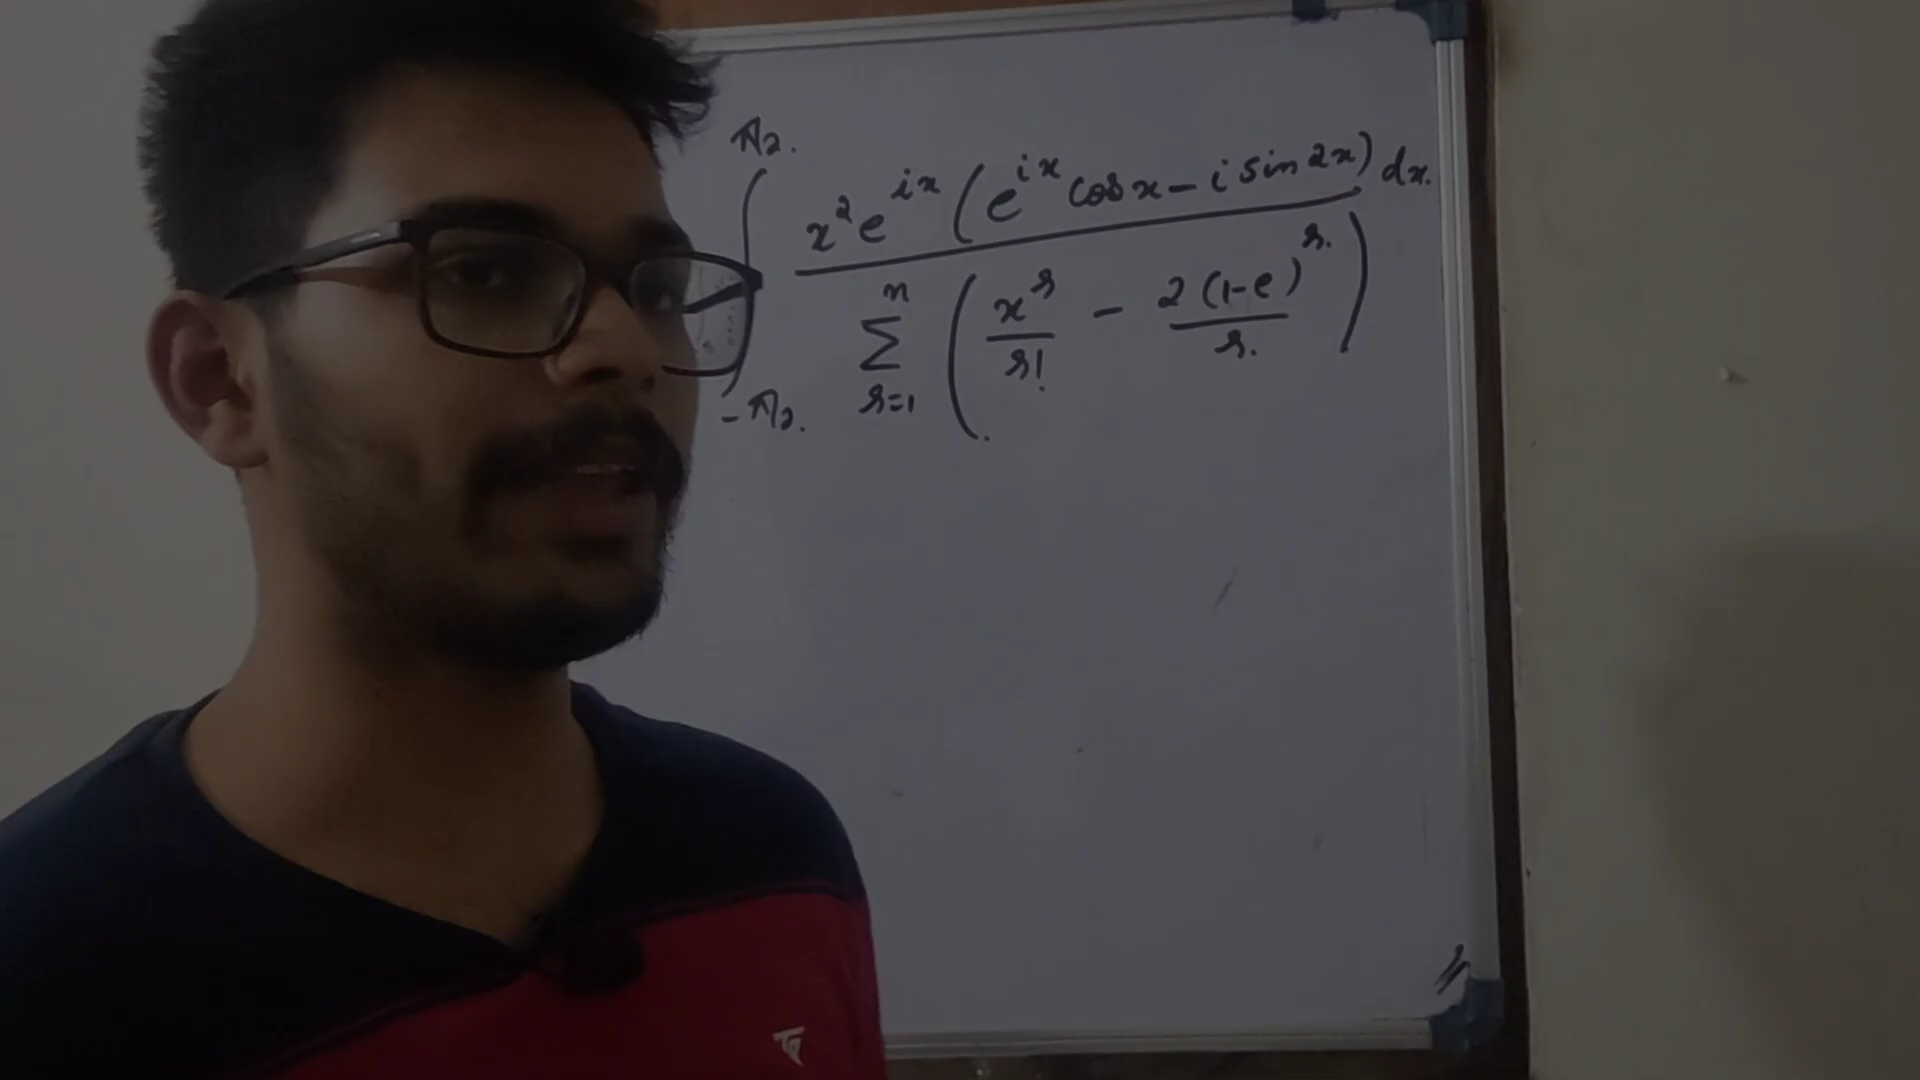 ∫_{-π/2}^{π/2} x²e^{ix}(e^{ix} cos x - i sin 2x) dx. / ∑_{r=1}^{n} (x^r/r! - 2(1-e)^r/r.)